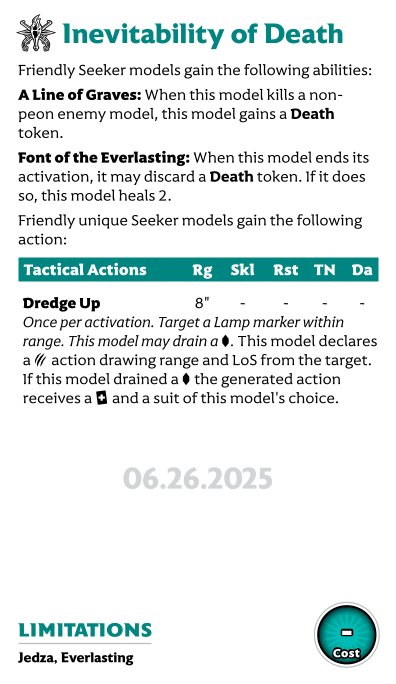 Inevitability of Death
Friendly Seeker models gain the following abilities:
A Line of Graves: When this model kills a non-
peon enemy model, this model gains a Death
token.
Font of the Everlasting: When this model ends its
activation, it may discard a Death token. If it does
so, this model heals 2.
Friendly unique Seeker models gain the following
action:
Tactical Actions Rg Skl Rst TN Da
Dredge Up 8" - - - -
Once per activation. Target a Lamp marker within
range. This model may drain a . This model declares
a action drawing range and LoS from the target.
If this model drained a the generated action
receives a and a suit of this model's choice.
06.26.2025
LIMITATIONS
Jedza, Everlasting
-
Cost